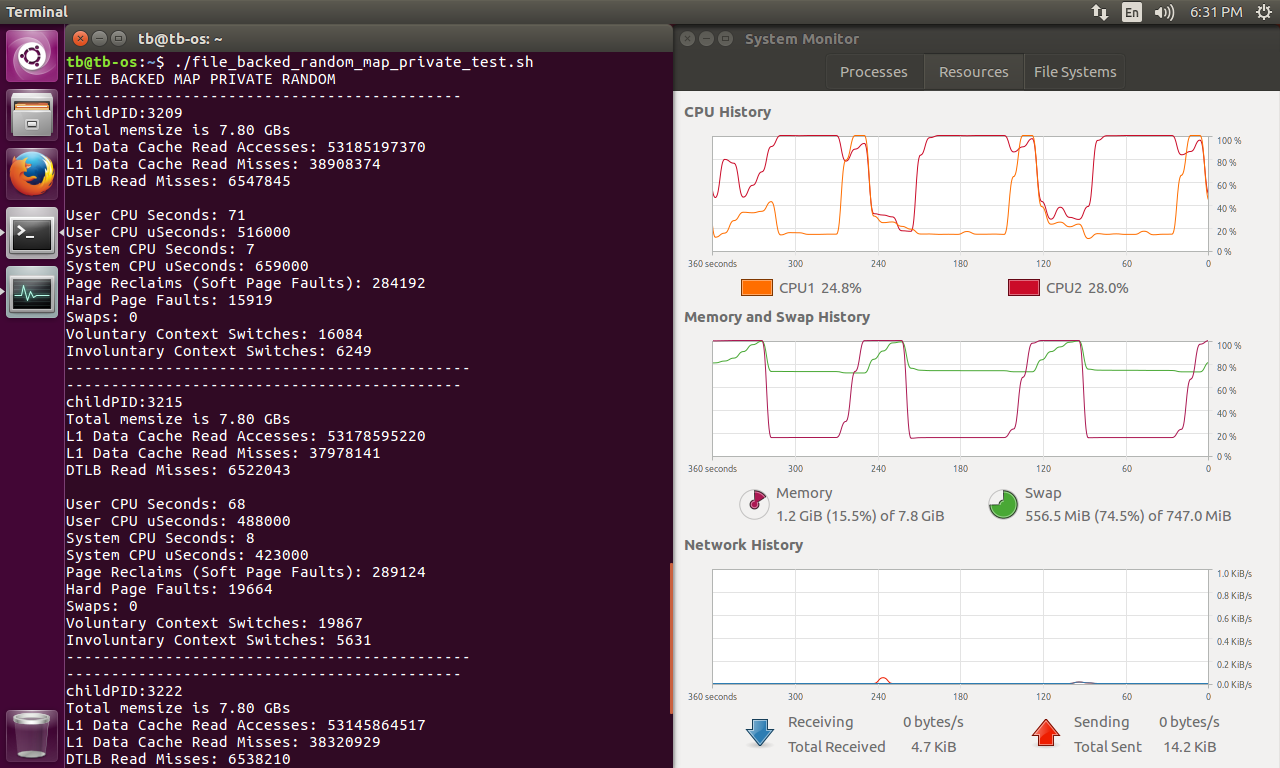 Terminal
En
6:31 PM
tb@tb-os: ~
tb@tb-os:~$ ./file_backed_random_map_private_test.sh
FILE BACKED MAP PRIVATE RANDOM
--------------------------------------------
childPID:3209
Total memsize is 7.80 GBs
L1 Data Cache Read Accesses: 53185197370
L1 Data Cache Read Misses: 38908374
DTLB Read Misses: 6547845
User CPU Seconds: 71
User CPU uSeconds: 516000
System CPU Seconds: 7
System CPU uSeconds: 659000
Page Reclaims (Soft Page Faults): 284192
Hard Page Faults: 15919
Swaps: 0
Voluntary Context Switches: 16084
Involuntary Context Switches: 6249
---------------------------------------------
--------------------------------------------
childPID:3215
Total memsize is 7.80 GBs
L1 Data Cache Read Accesses: 53178595220
L1 Data Cache Read Misses: 37978141
DTLB Read Misses: 6522043
User CPU Seconds: 68
User CPU uSeconds: 488000
System CPU Seconds: 8
System CPU uSeconds: 423000
Page Reclaims (Soft Page Faults): 289124
Hard Page Faults: 19664
Swaps: 0
Voluntary Context Switches: 19867
Involuntary Context Switches: 5631
---------------------------------------------
--------------------------------------------
childPID:3222
Total memsize is 7.80 GBs
L1 Data Cache Read Accesses: 53145864517
L1 Data Cache Read Misses: 38320929
DTLB Read Misses: 6538210
System Monitor
Processes Resources File Systems
CPU History
100 %
80 %
60 %
40 %
20 %
0 %
360 seconds 300 240 180 120 60 0
CPU1 24.8% CPU2 28.0%
Memory and Swap History
100 %
80 %
60 %
40 %
20 %
0 %
360 seconds 300 240 180 120 60 0
Memory
1.2 GiB (15.5%) of 7.8 GiB
Swap
556.5 MiB (74.5%) of 747.0 MiB
Network History
1.0 KiB/s
0.8 KiB/s
0.6 KiB/s
0.4 KiB/s
0.2 KiB/s
0.0 KiB/s
360 seconds 300 240 180 120 60 0
Receiving 0 bytes/s
Total Received 4.7 KiB
Sending 0 bytes/s
Total Sent 14.2 KiB